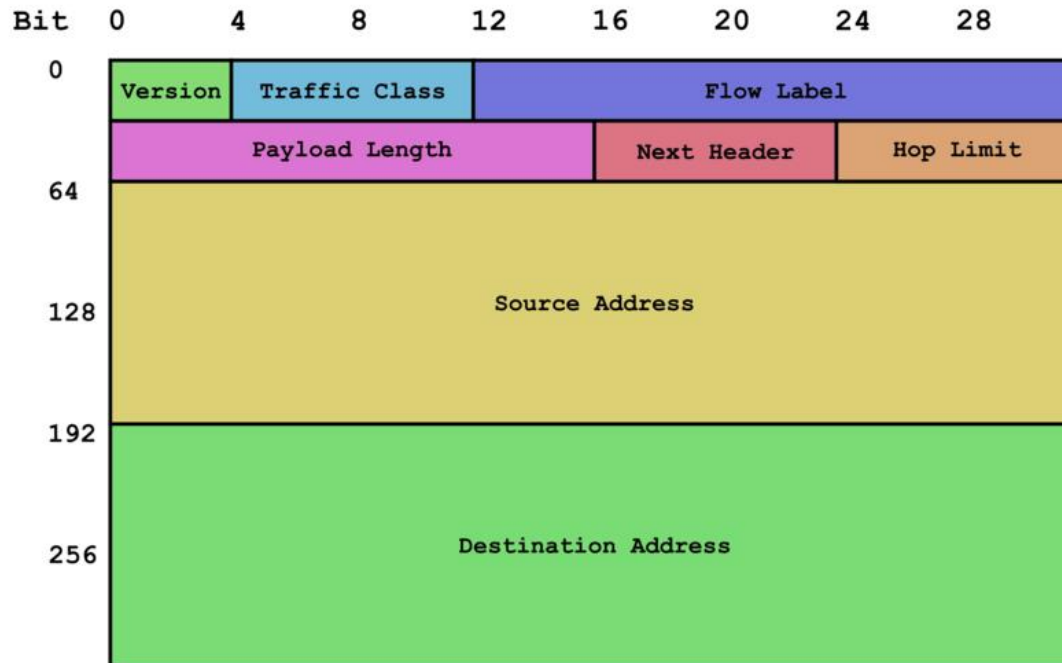 Bit 0 4 8 12 16 20 24 28
0
Version Traffic Class Flow Label
Payload Length Next Header Hop Limit
64
Source Address
128
192
Destination Address
256